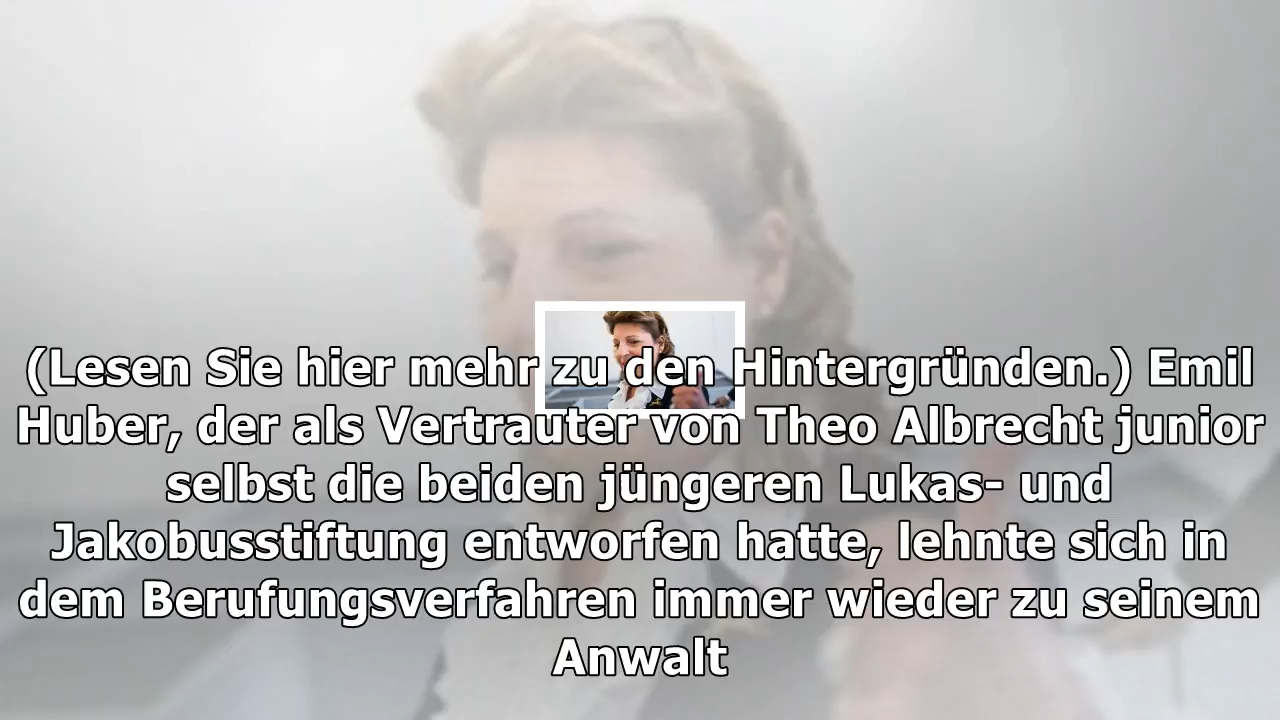 (Lesen Sie hier mehr zu den Hintergründen.) Emil
Huber, der als Vertrauter von Theo Albrecht junior
selbst die beiden jüngeren Lukas- und
Jakobusstiftung entworfen hatte, lehnte sich in
dem Berufungsverfahren immer wieder zu seinem
Anwalt